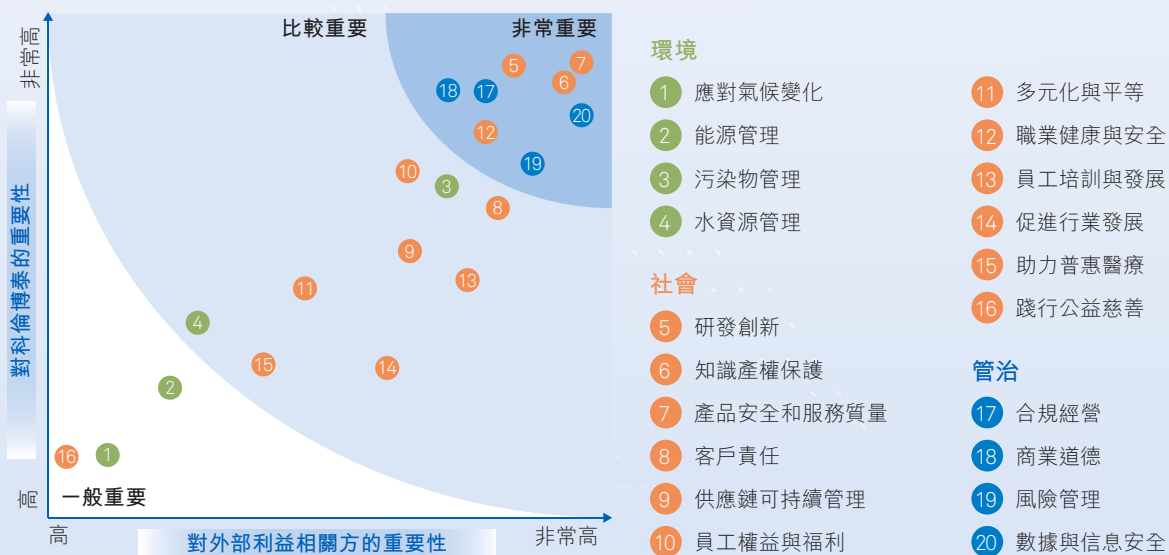 非常高
對科倫博泰的重要性
高
比較重要
非常重要
5
7
6
18
17
20
12
19
10
3
8
9
13
11
4
15
14
2
16
1
一般重要
高
對外部利益相關方的重要性
非常高
環境
1 應對氣候變化
2 能源管理
3 污染物管理
4 水資源管理
社會
5 研發創新
6 知識產權保護
7 產品安全和服務質量
8 客戶責任
9 供應鏈可持續管理
10 員工權益與福利
11 多元化與平等
12 職業健康與安全
13 員工培訓與發展
14 促進行業發展
15 助力普惠醫療
16 踐行公益慈善
管治
17 合規經營
18 商業道德
19 風險管理
20 數據與信息安全